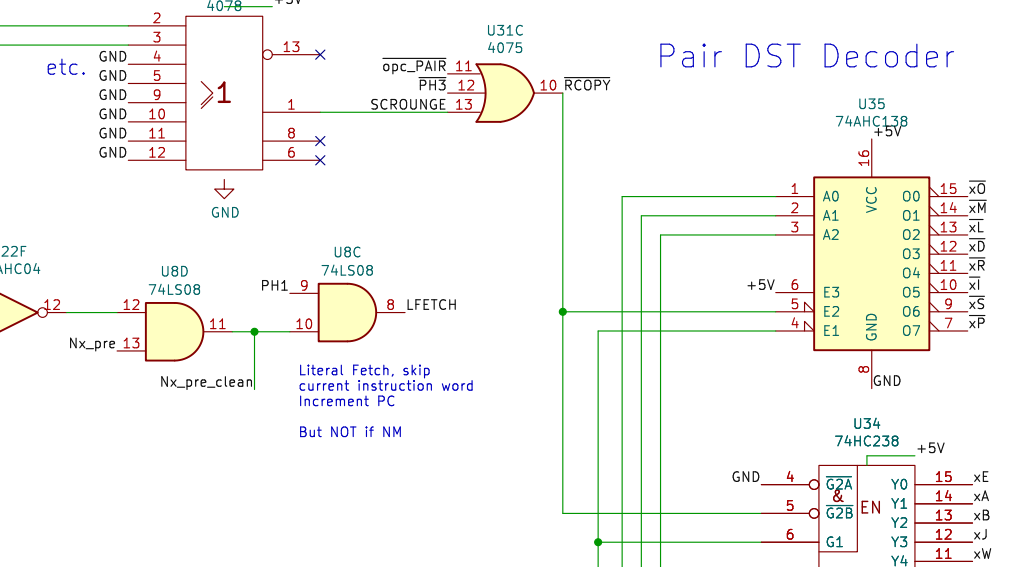 4078
+5V
2
3
GND 4
GND 5
GND 9
GND 10
GND 11
GND 12
etc.
≥1
13
1
8
6
GND
U31C
4075
opc_PAIR 11
PH3 12
SCROUNGE 13
10 RCOPY
Pair DST Decoder
U35
74AHC138
+5V
16
VCC
1 A0
2 A1
3 A2
+5V 6 E3
5 E2
4 E1
O0 15 xO
O1 14 xM
O2 13 xL
O3 12 xD
O4 11 xR
O5 10 xI
O6 9 xS
O7 7 xP
GND
8
GND
22F
AHC04
12
U8D
74LS08
12
Nx_pre 13
11
Nx_pre_clean
U8C
74LS08
PH1 9
10
8 LFETCH
Literal Fetch, skip
current instruction word
Increment PC
But NOT if NM
U34
74HC238
+5V
GND 4 G2A
5 G2B
6 G1
&
EN
Y0 15 xE
Y1 14 xA
Y2 13 xB
Y3 12 xJ
Y4 11 xW